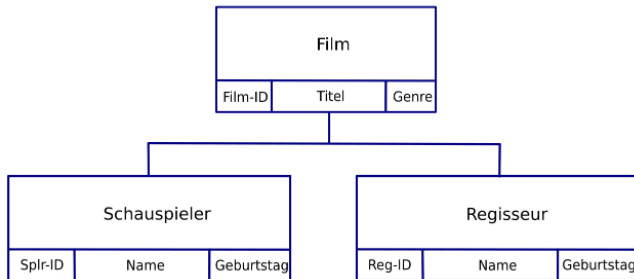 Film
Film-ID Titel Genre
Schauspieler Regisseur
Splr-ID Name Geburtstag Reg-ID Name Geburtstag